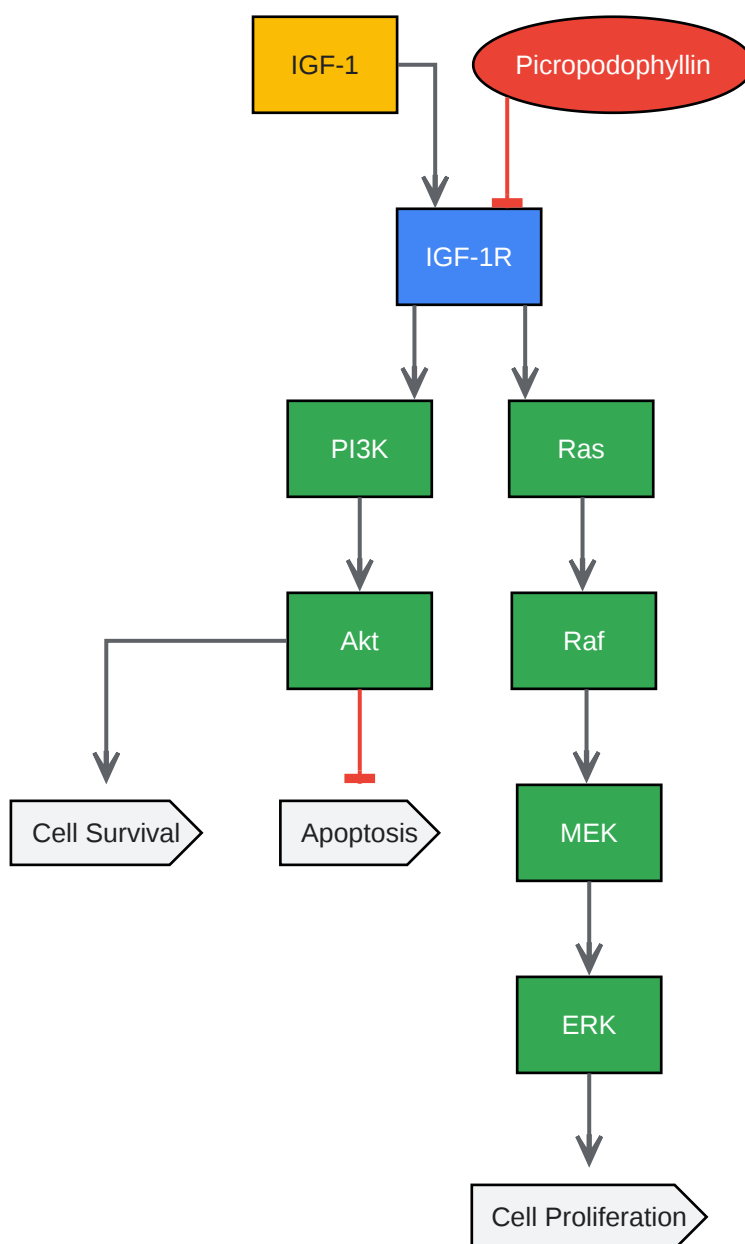 IGF-1
Picropodophyllin
IGF-1R
PI3K
Ras
Akt
Raf
Cell Survival
Apoptosis
MEK
ERK
Cell Proliferation